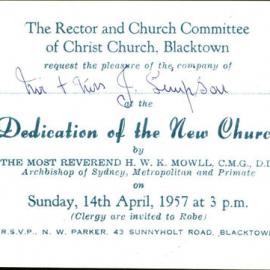 The Rector and Church Committee
of Christ Church, Blacktown
request the pleasure of the company of
Mr + Mrs J. Simpson
at the
Dedication of the New Churc
by
THE MOST REVEREND H. W. K. MOWLL, C.M.G., D.D
Archbishop of Sydney, Metropolitan and Primate
on
Sunday, 14th April, 1957 at 3 p.m.
(Clergy are invited to Robe)
R.S.V.P., N. W. PARKER, 43 SUNNYHOLT ROAD, BLACKTOW